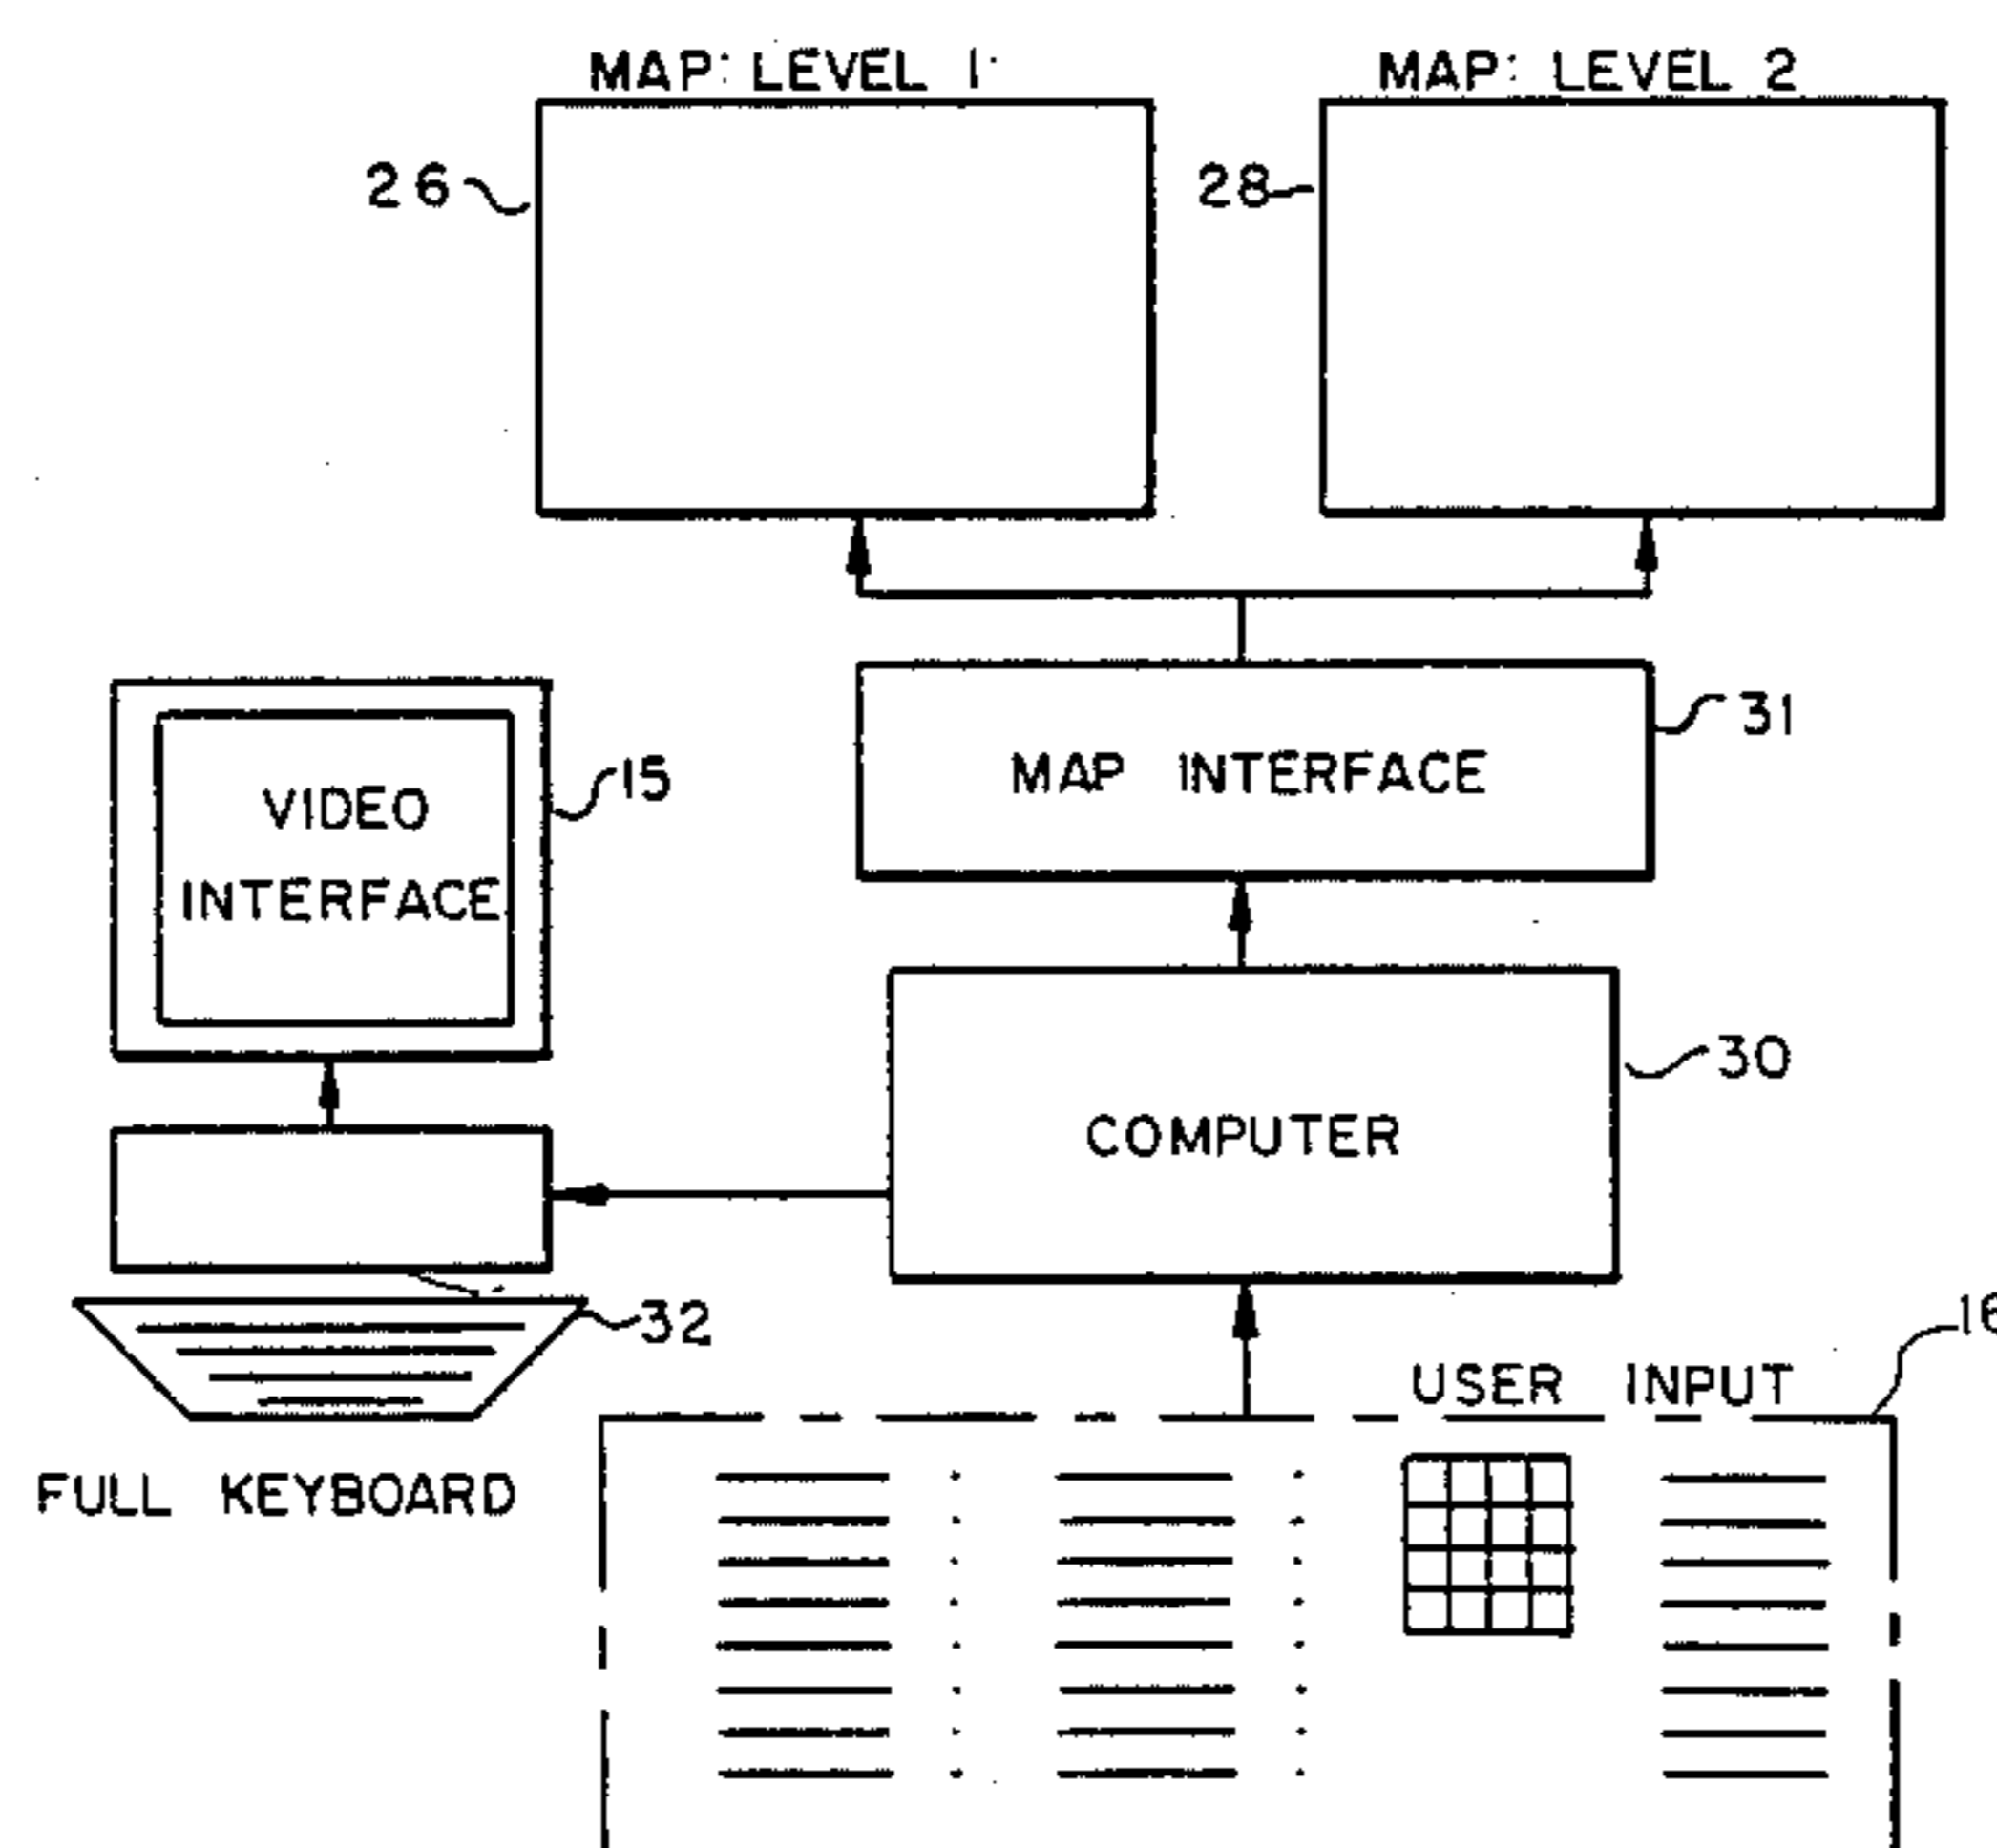 MAP: LEVEL 1
MAP: LEVEL 2
26
28
31
MAP INTERFACE
15
VIDEO
INTERFACE
30
COMPUTER
32
16
USER INPUT
FULL KEYBOARD